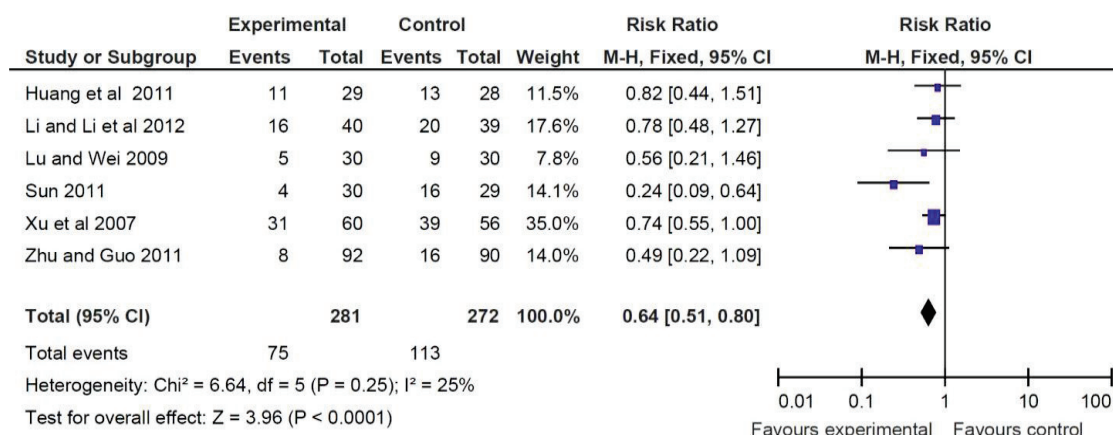 Experimental Control Risk Ratio Risk Ratio
Study or Subgroup Events Total Events Total Weight M-H, Fixed, 95% CI M-H, Fixed, 95% CI
Huang et al 2011 11 29 13 28 11.5% 0.82 [0.44, 1.51]
Li and Li et al 2012 16 40 20 39 17.6% 0.78 [0.48, 1.27]
Lu and Wei 2009 5 30 9 30 7.8% 0.56 [0.21, 1.46]
Sun 2011 4 30 16 29 14.1% 0.24 [0.09, 0.64]
Xu et al 2007 31 60 39 56 35.0% 0.74 [0.55, 1.00]
Zhu and Guo 2011 8 92 16 90 14.0% 0.49 [0.22, 1.09]
Total (95% CI) 281 272 100.0% 0.64 [0.51, 0.80]
Total events 75 113
Heterogeneity: Chi² = 6.64, df = 5 (P = 0.25); I² = 25%
Test for overall effect: Z = 3.96 (P < 0.0001)
0.01 0.1 1 10 100
Favours experimental Favours control